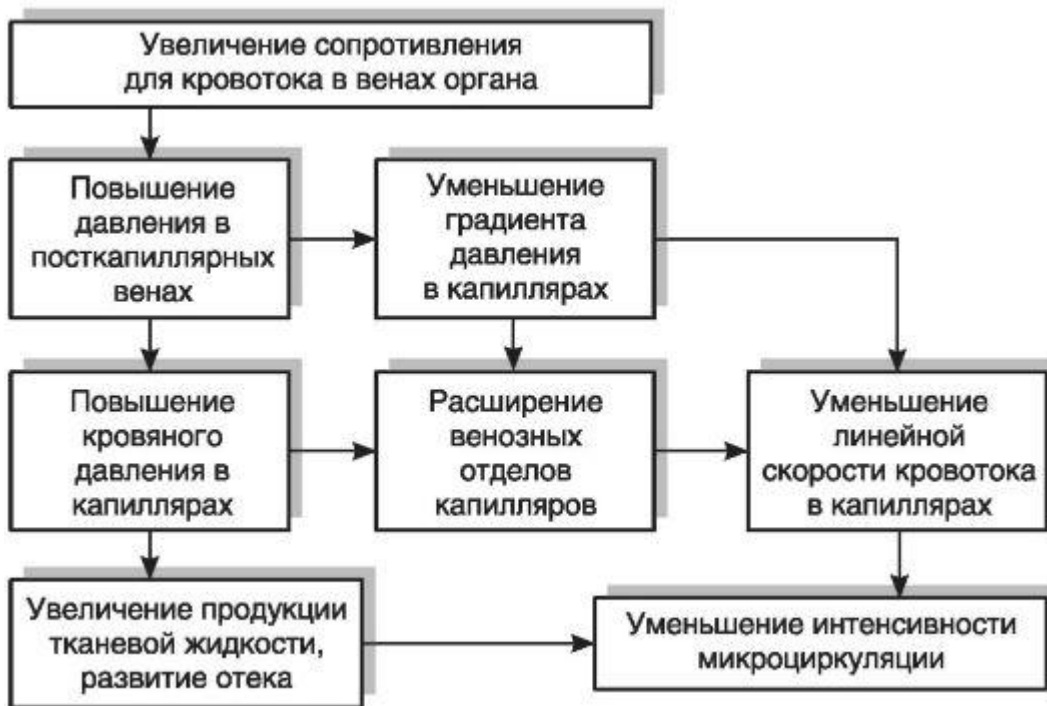 Увеличение сопротивления
для кровотока в венах органа
Повышение
давления в
посткапиллярных
венах
Уменьшение
градиента
давления
в капиллярах
Повышение
кровяного
давления в
капиллярах
Расширение
венозных
отделов
капилляров
Уменьшение
линейной
скорости кровотока
в капиллярах
Увеличение продукции
тканевой жидкости,
развитие отека
Уменьшение интенсивности
микроциркуляции